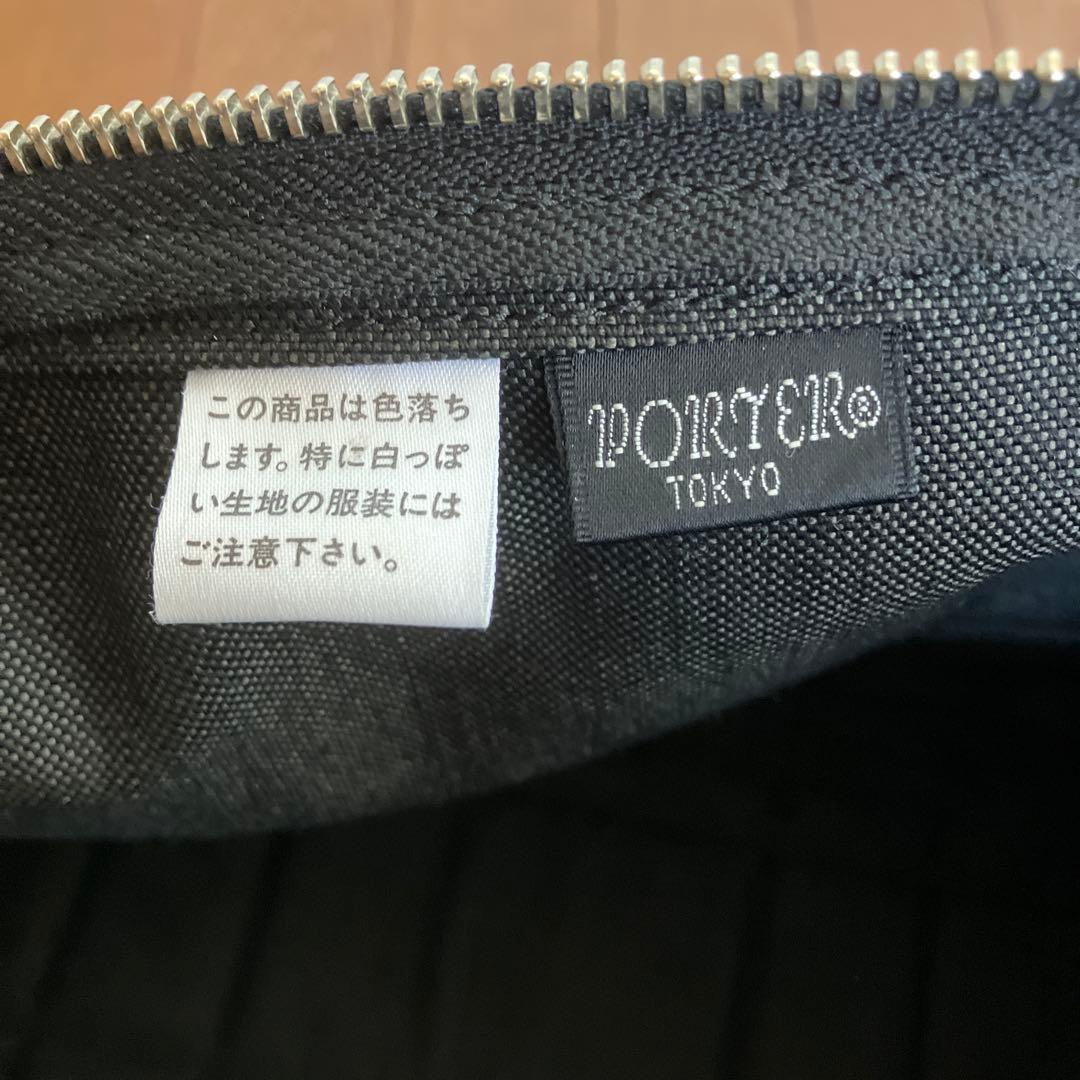 この商品は色落ち
します。特に白っぽ
い生地の服装には
ご注意下さい。
PORTER®
TOKYO